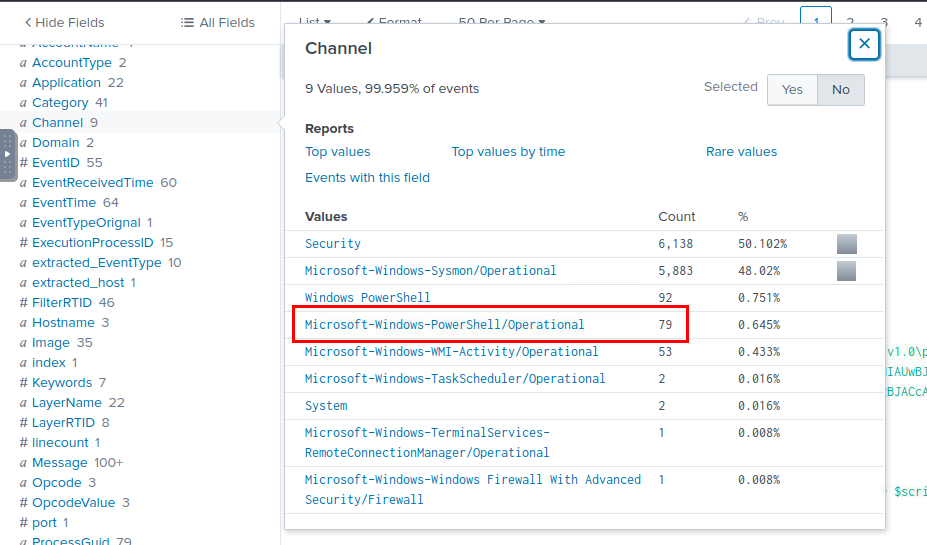 Hide Fields
All Fields
List
Format
50 Per Page
Prev
1
2
3
4
a AccountName
a AccountType 2
a Application 22
a Category 41
a Channel 9
a Domain 2
# EventID 55
a EventReceivedTime 60
a EventTime 64
a EventTypeOrignal 1
# ExecutionProcessID 15
a extracted_EventType 10
a extracted_host 1
# FilterRTID 46
a Hostname 3
a Image 35
a index 1
# Keywords 7
a LayerName 22
# LayerRTID 8
# linecount 1
a Message 100+
a Opcode 3
# OpcodeValue 3
# port 1
a ProcessGuid 79
Channel
9 Values, 99.959% of events
Selected
Yes
No
Reports
Top values
Top values by time
Rare values
Events with this field
Values Count %
Security 6,138 50.102%
Microsoft-Windows-Sysmon/Operational 5,883 48.02%
Windows PowerShell 92 0.751%
Microsoft-Windows-PowerShell/Operational 79 0.645%
Microsoft-Windows-WMI-Activity/Operational 53 0.433%
Microsoft-Windows-TaskScheduler/Operational 2 0.016%
System 2 0.016%
Microsoft-Windows-TerminalServices- 1 0.008%
RemoteConnectionManager/Operational
Microsoft-Windows-Windows Firewall With Advanced 1 0.008%
Security/Firewall
v1.0\p
$scri